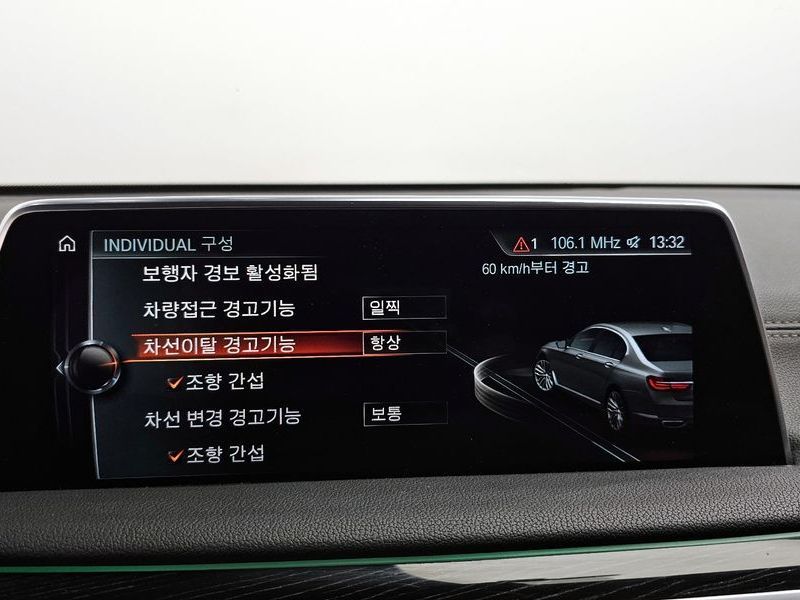 INDIVIDUAL 구성
1 106.1 MHz 13:32
보행자 경보 활성화됨
60 km/h부터 경고
차량접근 경고기능 일찍
차선이탈 경고기능 항상
조향 간섭
차선 변경 경고기능 보통
조향 간섭